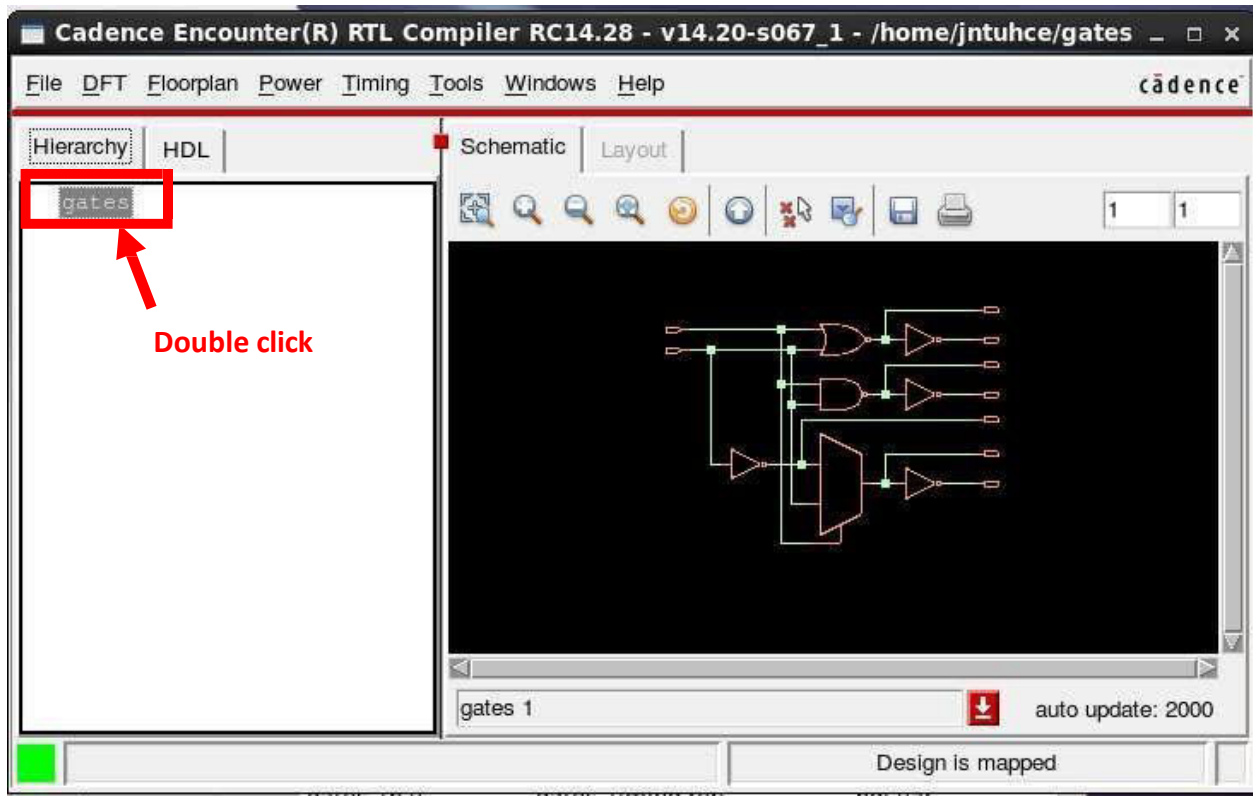 Cadence Encounter(R) RTL Compiler RC14.28 - v14.20-s067_1 - /home/jntuhce/gates
File DFT Floorplan Power Timing Tools Windows Help cādence
Hierarchy HDL Schematic Layout
gates 1 1
Double click
gates 1 auto update: 2000
Design is mapped